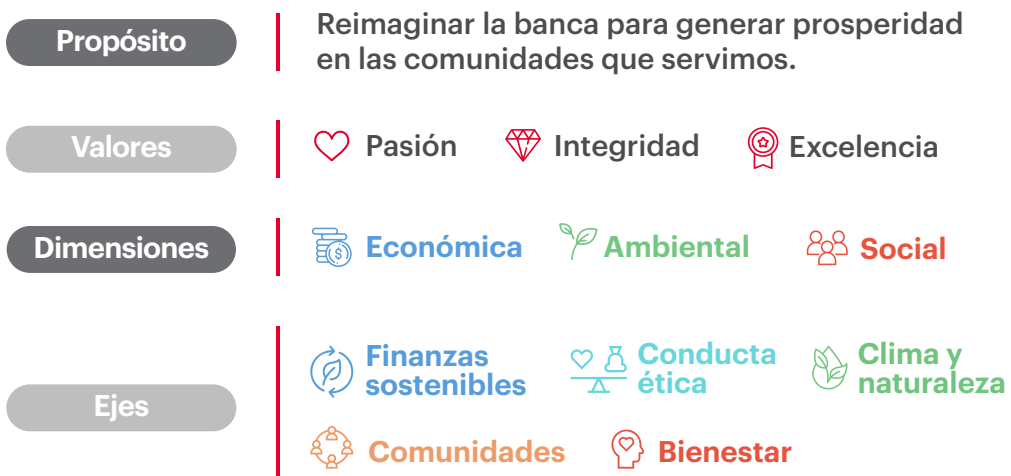 Propósito
Reimaginar la banca para generar prosperidad
en las comunidades que servimos.
Valores
Pasión
Integridad
Excelencia
Dimensiones
Económica
Ambiental
Social
Ejes
Finanzas
sostenibles
Conducta
ética
Clima y
naturaleza
Comunidades
Bienestar